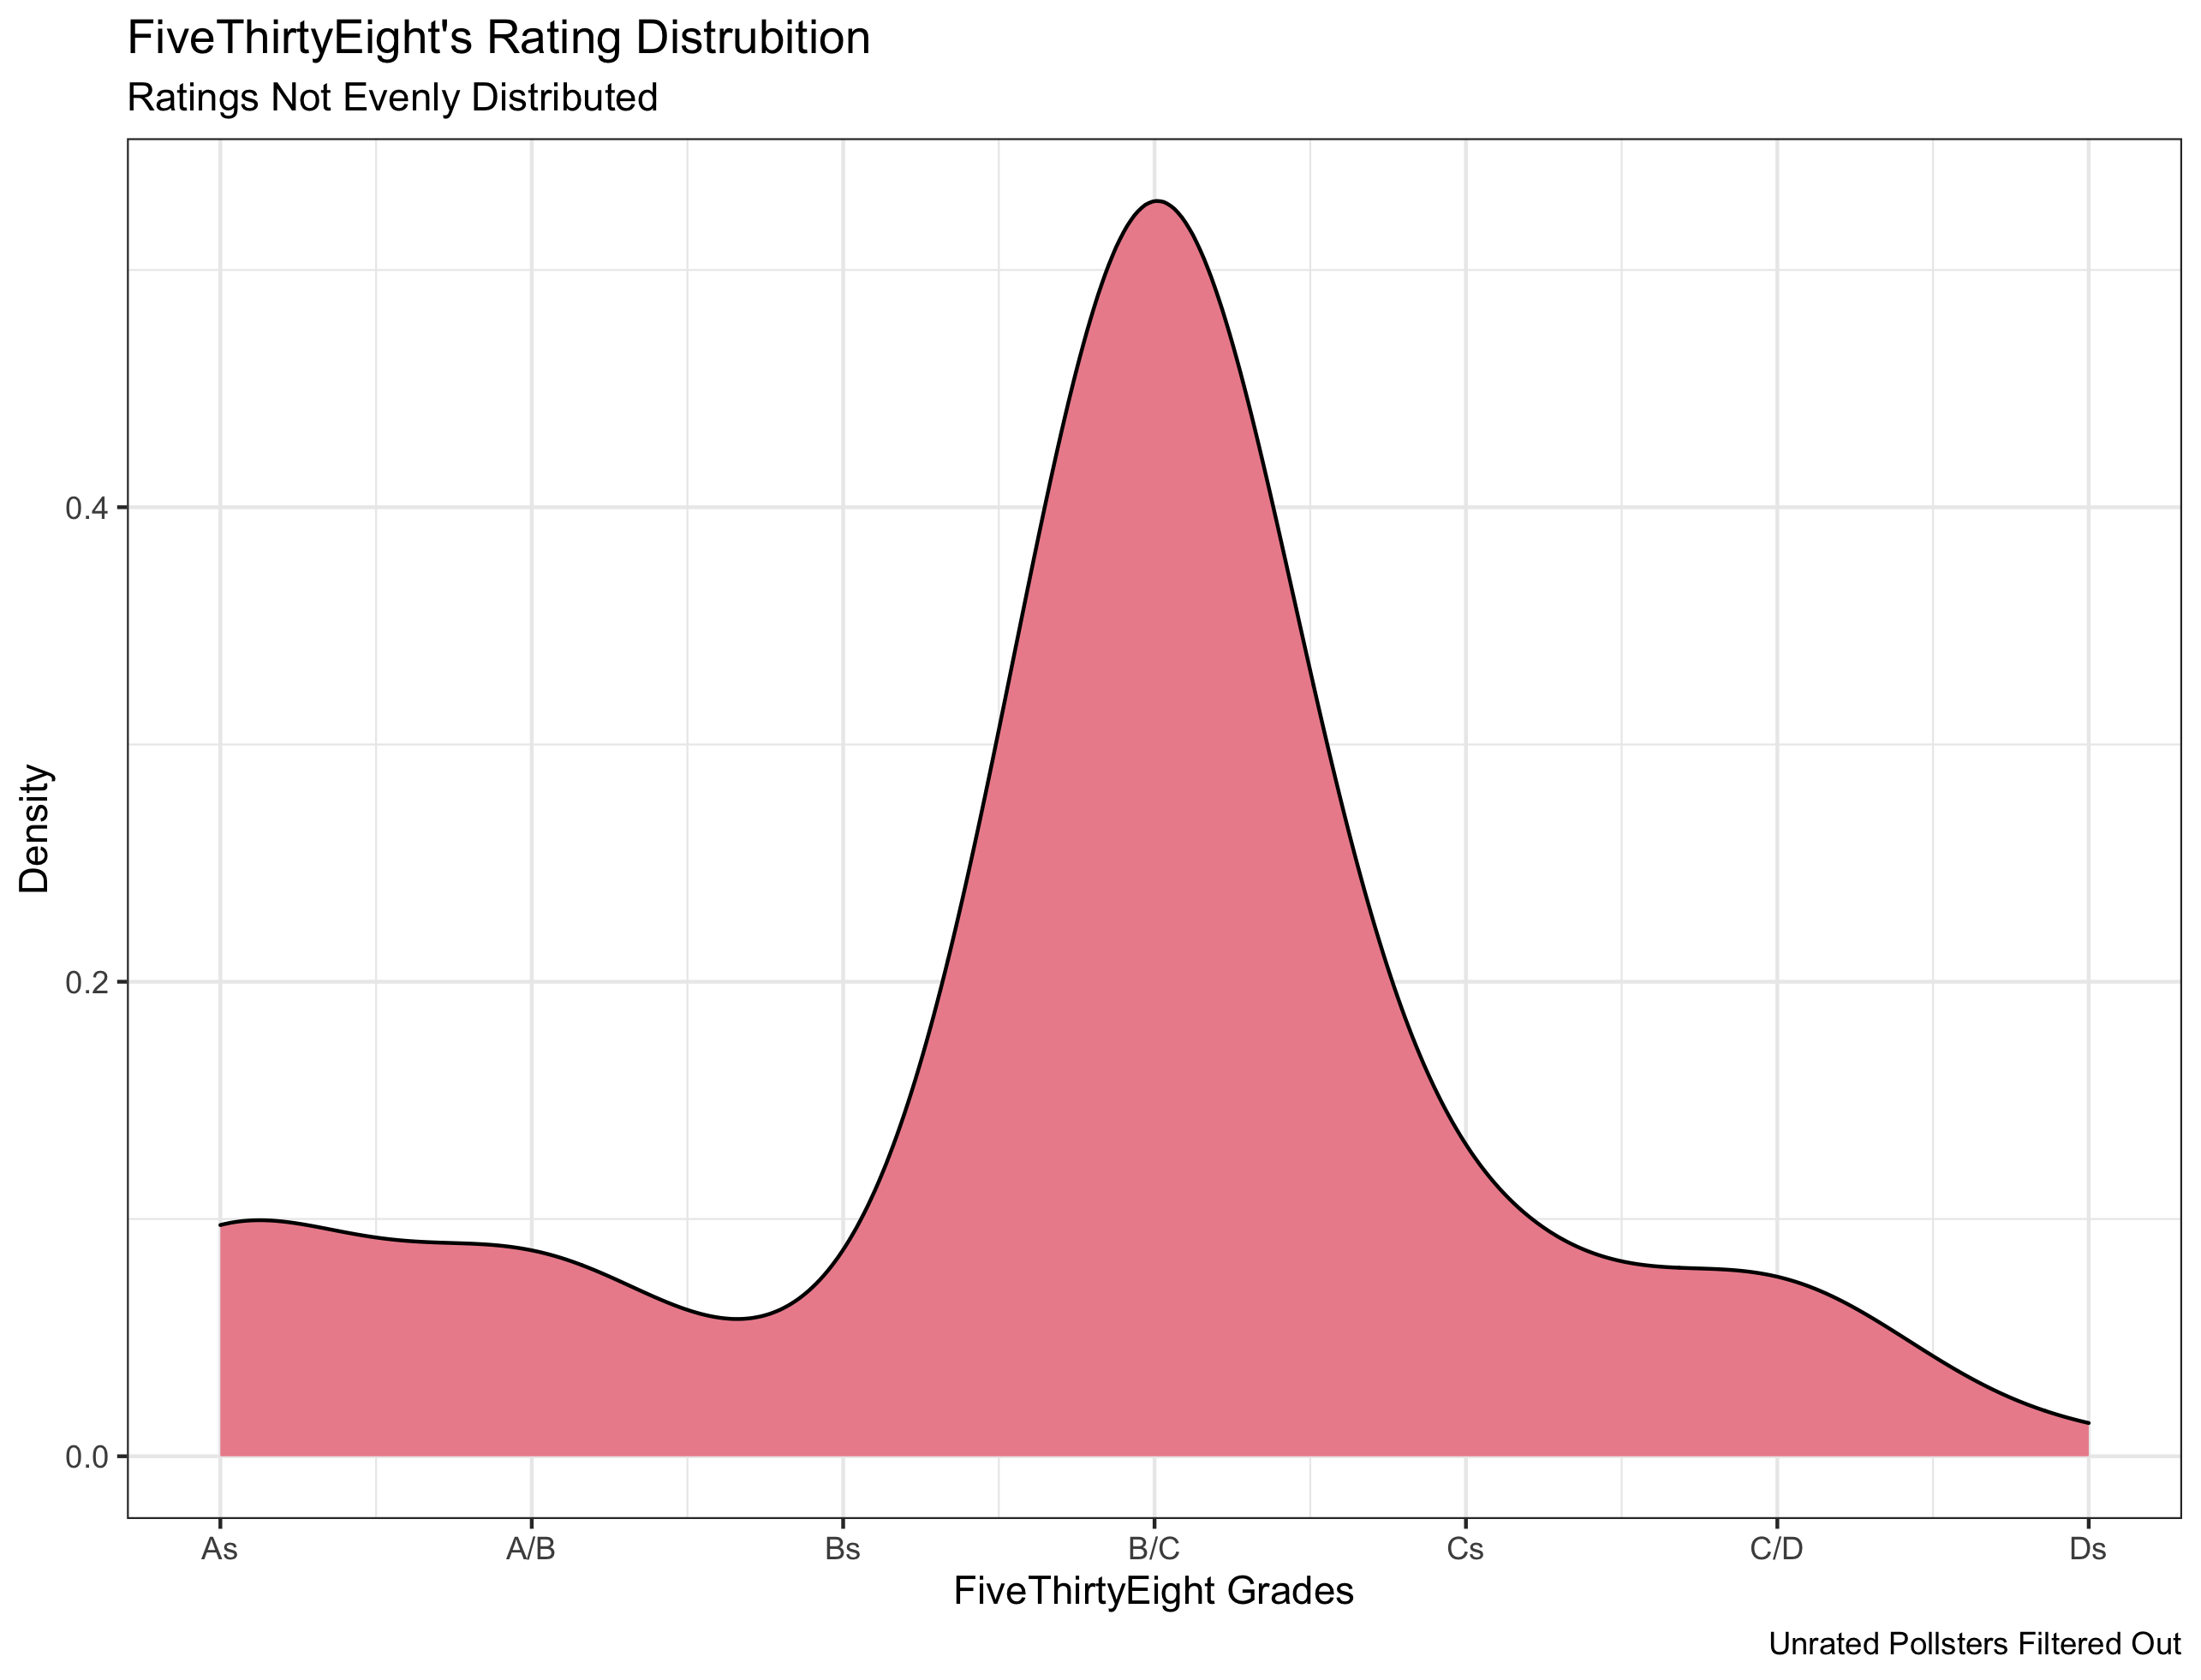 FiveThirtyEight's Rating Distrubition
Ratings Not Evenly Distributed
Density
0.4
0.2
0.0
As A/B Bs B/C Cs C/D Ds
FiveThirtyEight Grades
Unrated Pollsters Filtered Out